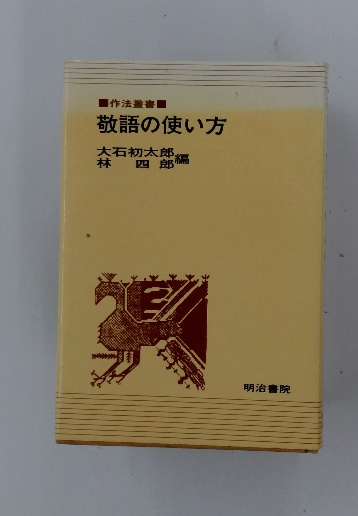 ■作法叢書■
敬語の使い方
大石初太郎
林四郎編
明治書院